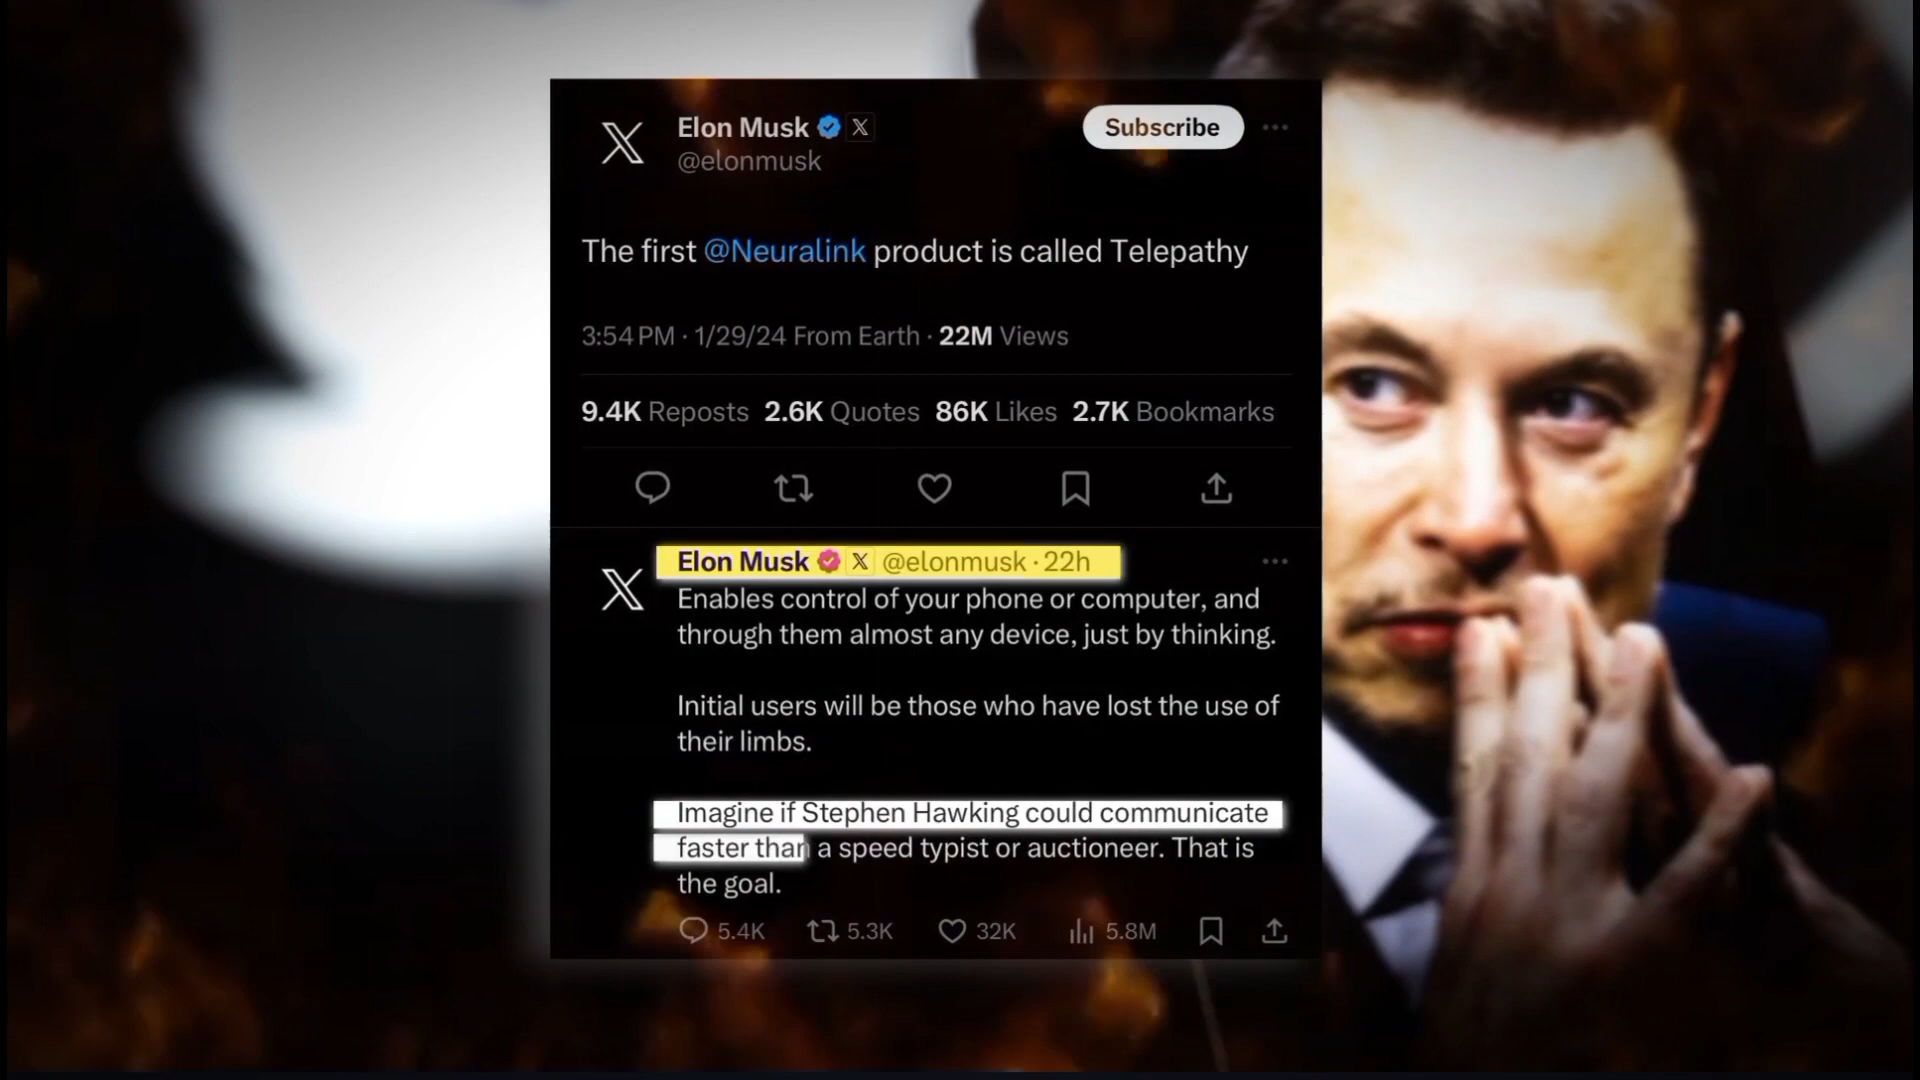 Elon Musk
@elonmusk
Subscribe
The first @Neuralink product is called Telepathy
3:54 PM · 1/29/24 From Earth · 22M Views
9.4K Reposts 2.6K Quotes 86K Likes 2.7K Bookmarks
Elon Musk @elonmusk · 22h
Enables control of your phone or computer, and
through them almost any device, just by thinking.
Initial users will be those who have lost the use of
their limbs.
Imagine if Stephen Hawking could communicate
faster than a speed typist or auctioneer. That is
the goal.
5.4K 5.3K 32K 5.8M